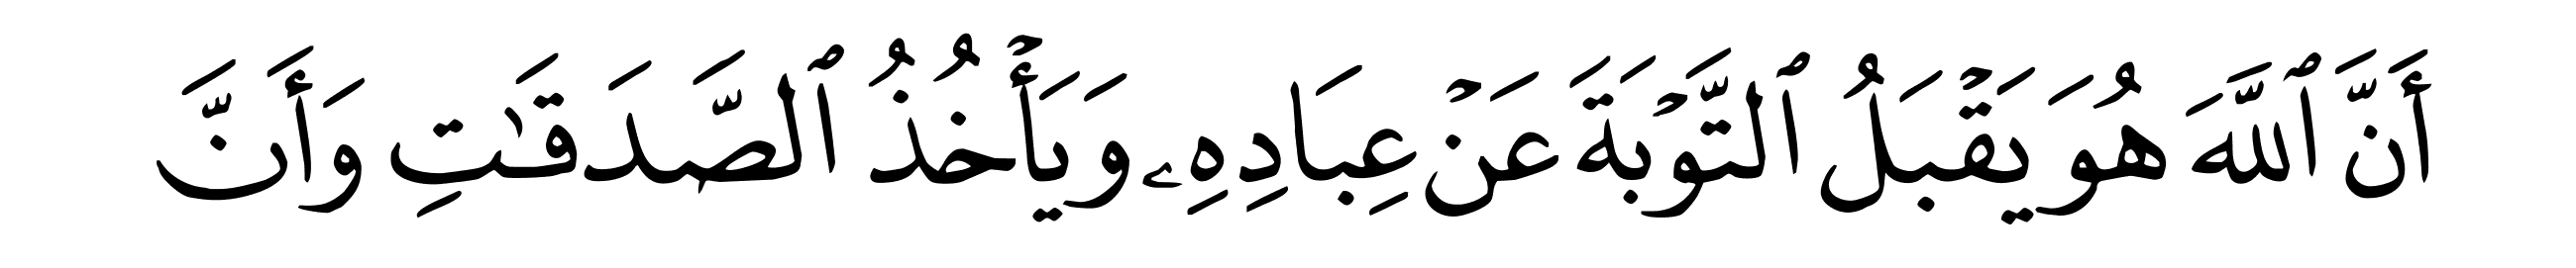 أَنَّ ٱللَّهَ هُوَ يَقْبَلُ ٱلتَّوْبَةَ عَنْ عِبَادِهِۦ وَيَأْخُذُ ٱلصَّدَقَٰتِ وَأَنَّ